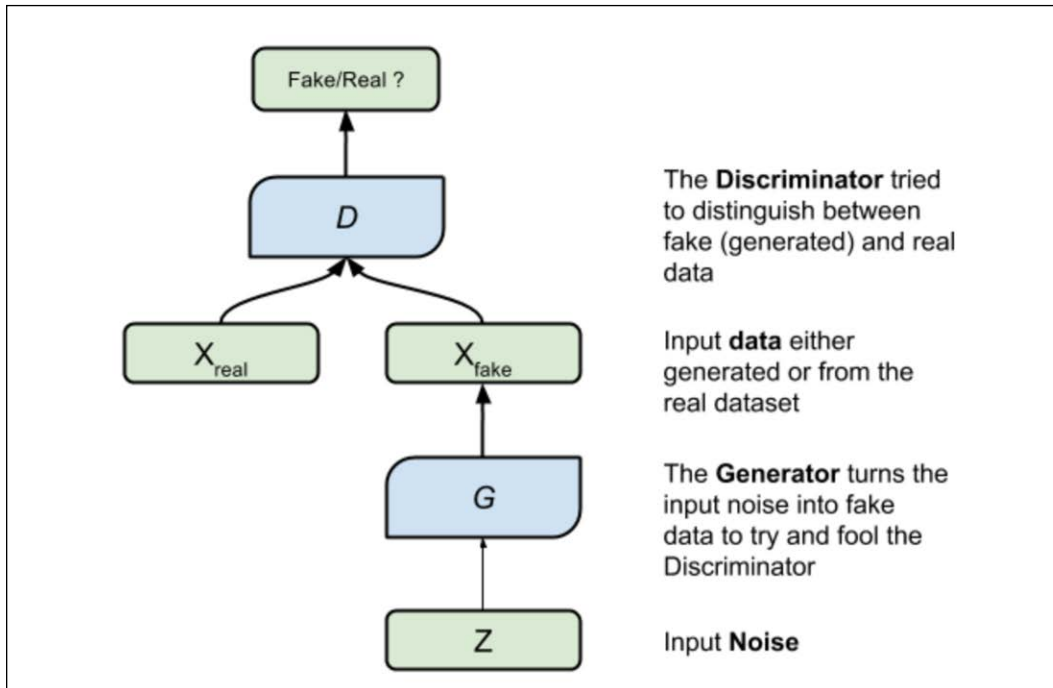 Fake/Real ?
D
The Discriminator tried
to distinguish between
fake (generated) and real
data
Xreal
Xfake
Input data either
generated or from the
real dataset
G
The Generator turns the
input noise into fake
data to try and fool the
Discriminator
Z
Input Noise